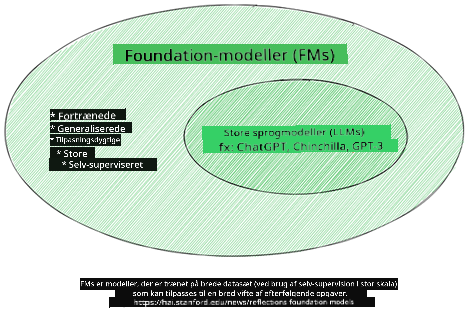 Foundation-modeller (FMs)
* Fortrænede
* Generaliserede
* Tilpasningsdygtige
* Store
* Selv-superviseret
Store sprogmodeller (LLMs)
fx: ChatGPT, Chinchilla, GPT 3
FMs er modeller, der er trænet på brede dataset (ved brug af selv-supervision i stor skala)
som kan tilpasses til en bred vifte af efterfølgende opgaver.
https://hai.stanford.edu/news/reflections-foundation-models